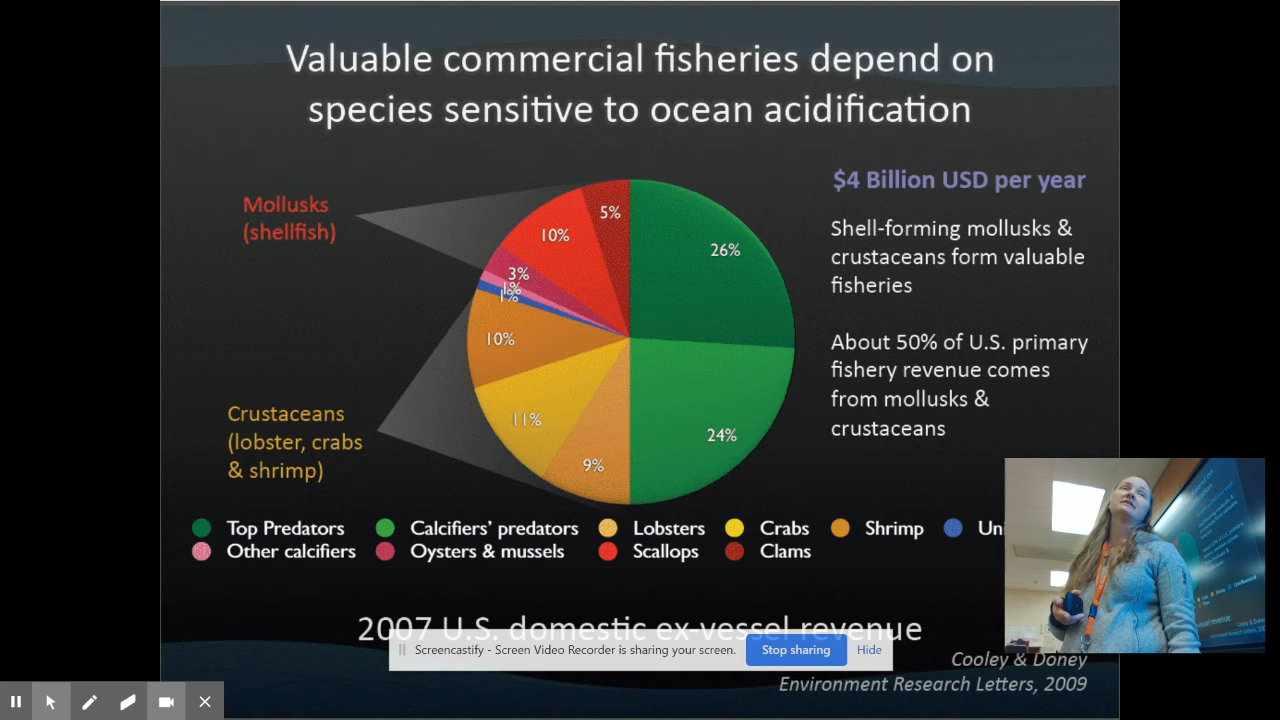 Valuable commercial fisheries depend on
species sensitive to ocean acidification
$4 Billion USD per year
Mollusks
(shellfish)
5%
10%
26%
3%
1%
1%
10%
11%
9%
24%
Shell-forming mollusks &
crustaceans form valuable
fisheries
About 50% of U.S. primary
fishery revenue comes
from mollusks &
crustaceans
Crustaceans
(lobster, crabs
& shrimp)
Top Predators Calcifiers' predators Lobsters Crabs Shrimp
Other calcifiers Oysters & mussels Scallops Clams
2007 U.S. domestic ex-vessel revenue
Screencastify - Screen Video Recorder is sharing your screen. Stop sharing Hide
Cooley & Doney
Environment Research Letters, 2009